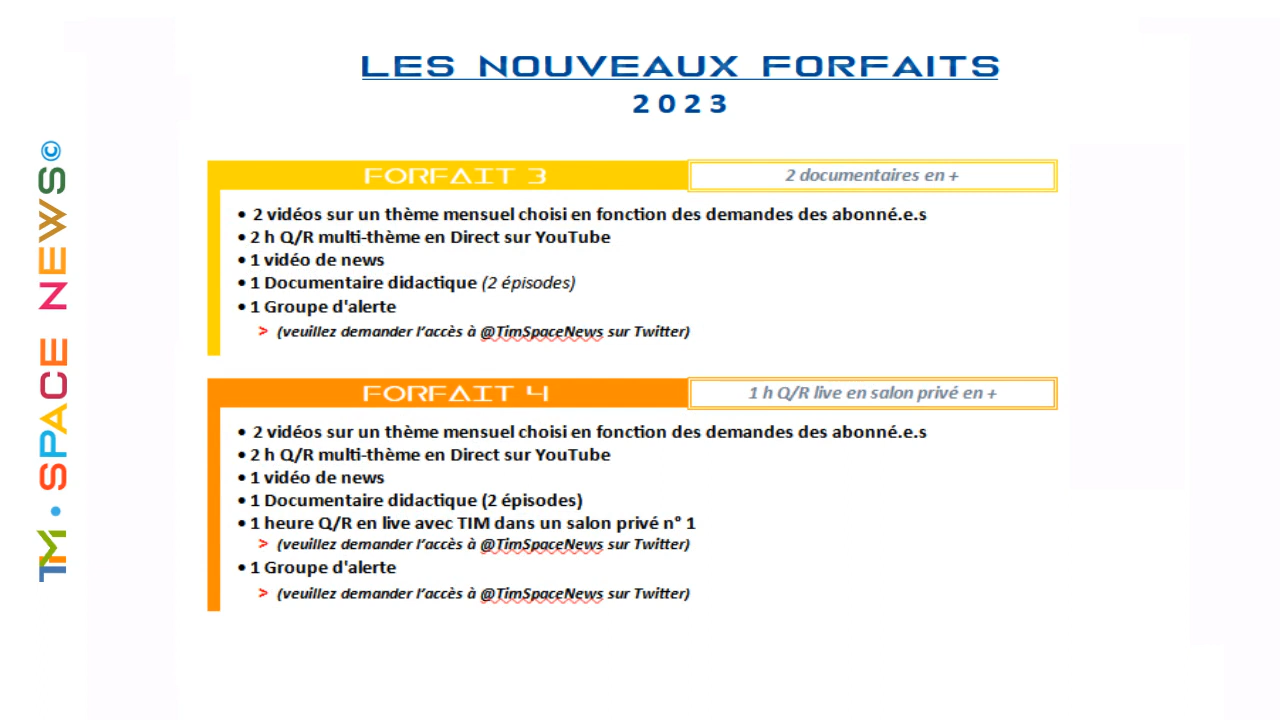 LES NOUVEAUX FORFAITS
2023
TIM • SPACE NEWS©
FORFAIT 3
2 documentaires en +
• 2 vidéos sur un thème mensuel choisi en fonction des demandes des abonné.e.s
• 2 h Q/R multi-thème en Direct sur YouTube
• 1 vidéo de news
• 1 Documentaire didactique (2 épisodes)
• 1 Groupe d'alerte
> (veuillez demander l’accès à @TimSpaceNews sur Twitter)
FORFAIT 4
1 h Q/R live en salon privé en +
• 2 vidéos sur un thème mensuel choisi en fonction des demandes des abonné.e.s
• 2 h Q/R multi-thème en Direct sur YouTube
• 1 vidéo de news
• 1 Documentaire didactique (2 épisodes)
• 1 heure Q/R en live avec TIM dans un salon privé n° 1
> (veuillez demander l’accès à @TimSpaceNews sur Twitter)
• 1 Groupe d'alerte
> (veuillez demander l’accès à @TimSpaceNews sur Twitter)